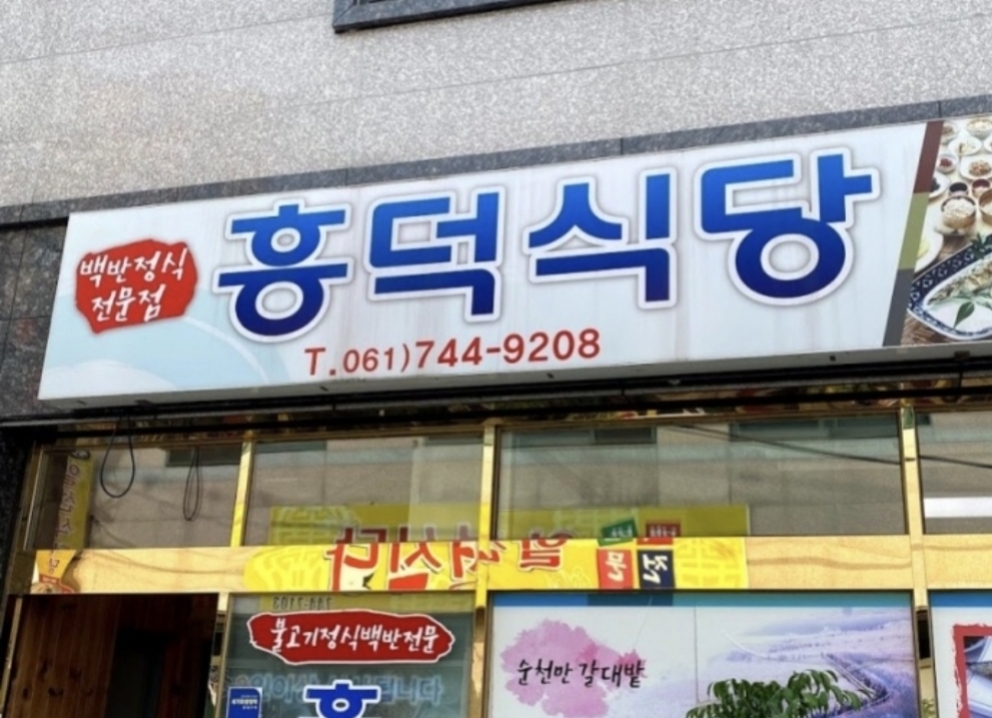 백반정식
전문점
흥덕식당
T.061)744-9208
불고기정식백반전문
순천만 갈대밭
흥